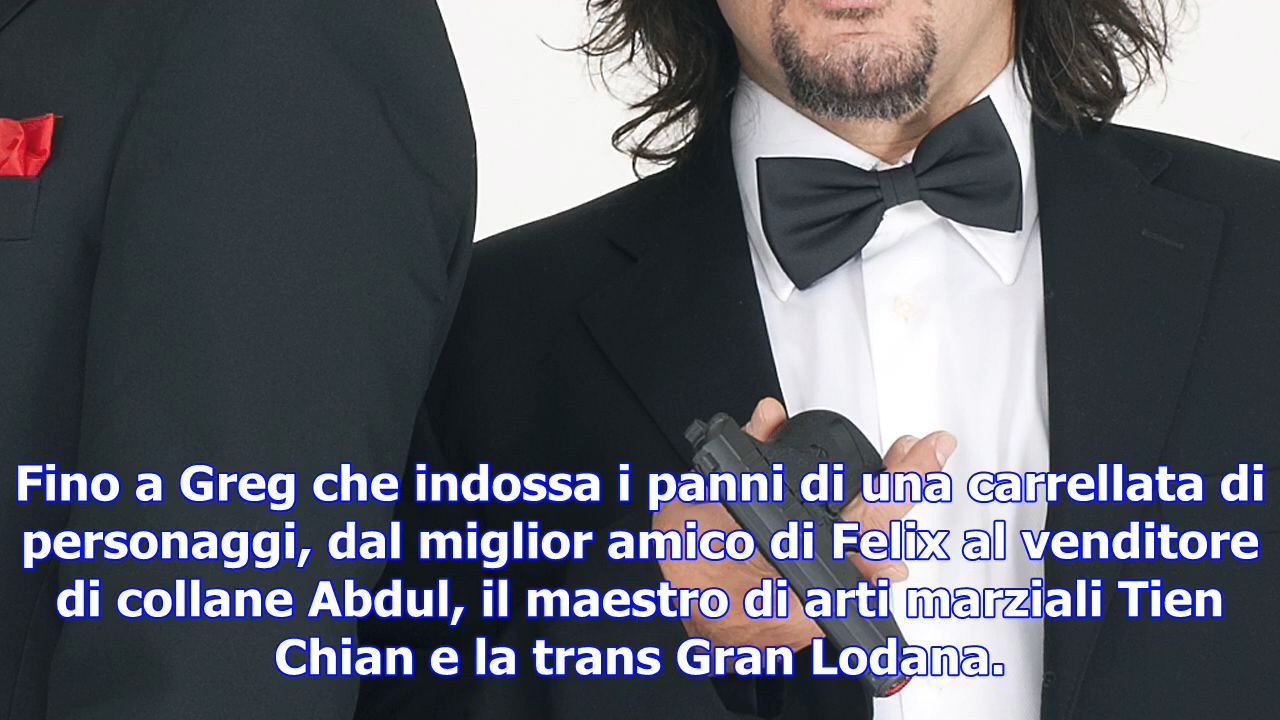 Fino a Greg che indossa i panni di una carrellata di
personaggi, dal miglior amico di Felix al venditore
di collane Abdul, il maestro di arti marziali Tien
Chian e la trans Gran Lodana.